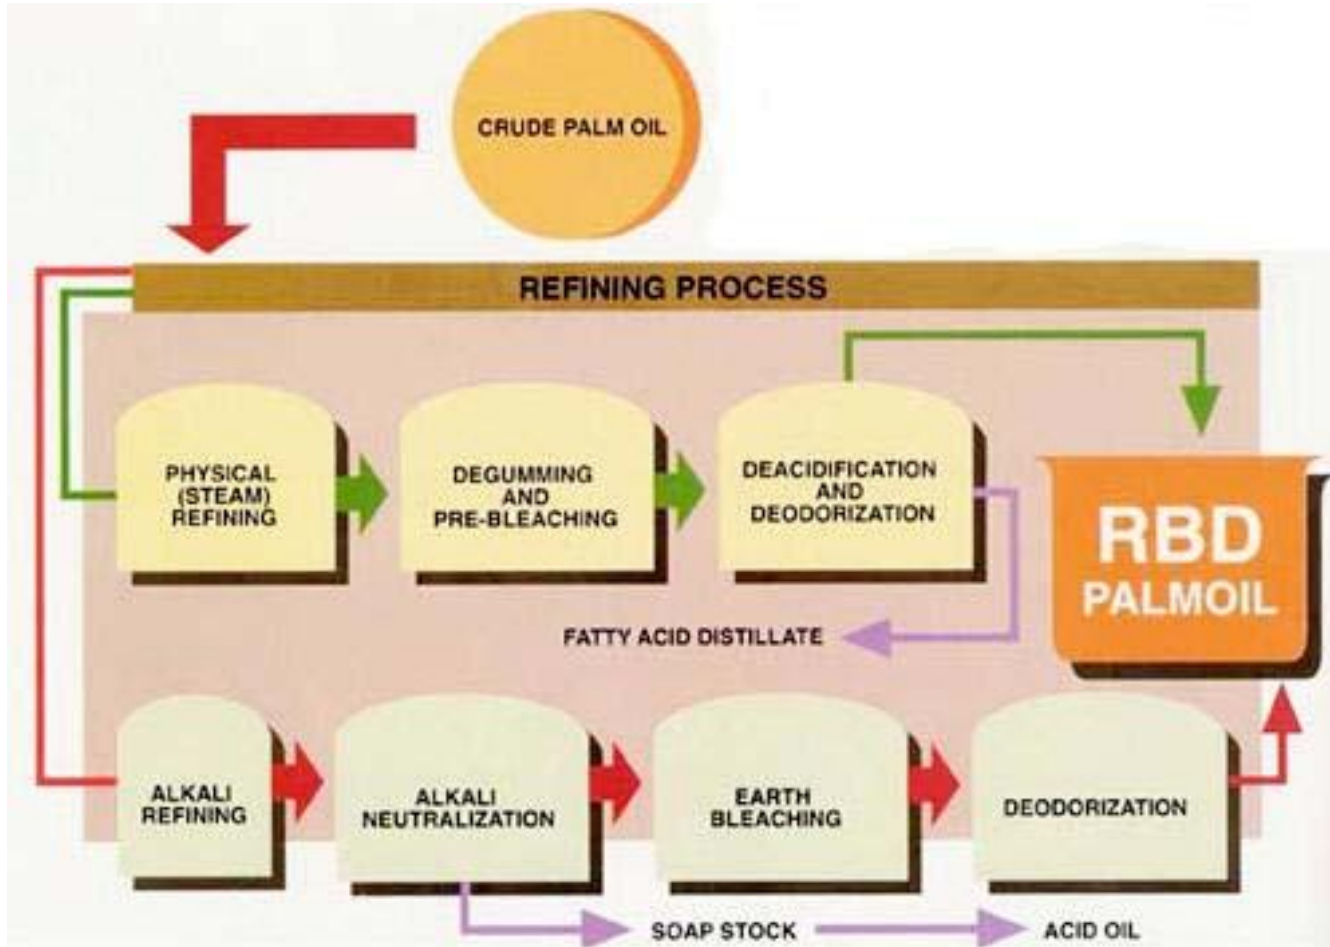 CRUDE PALM OIL
REFINING PROCESS
PHYSICAL
(STEAM)
REFINING
DEGUMMING
AND
PRE-BLEACHING
DEACIDIFICATION
AND
DEODORIZATION
RBD
PALMOIL
FATTY ACID DISTILLATE
ALKALI
REFINING
ALKALI
NEUTRALIZATION
EARTH
BLEACHING
DEODORIZATION
SOAP STOCK
ACID OIL